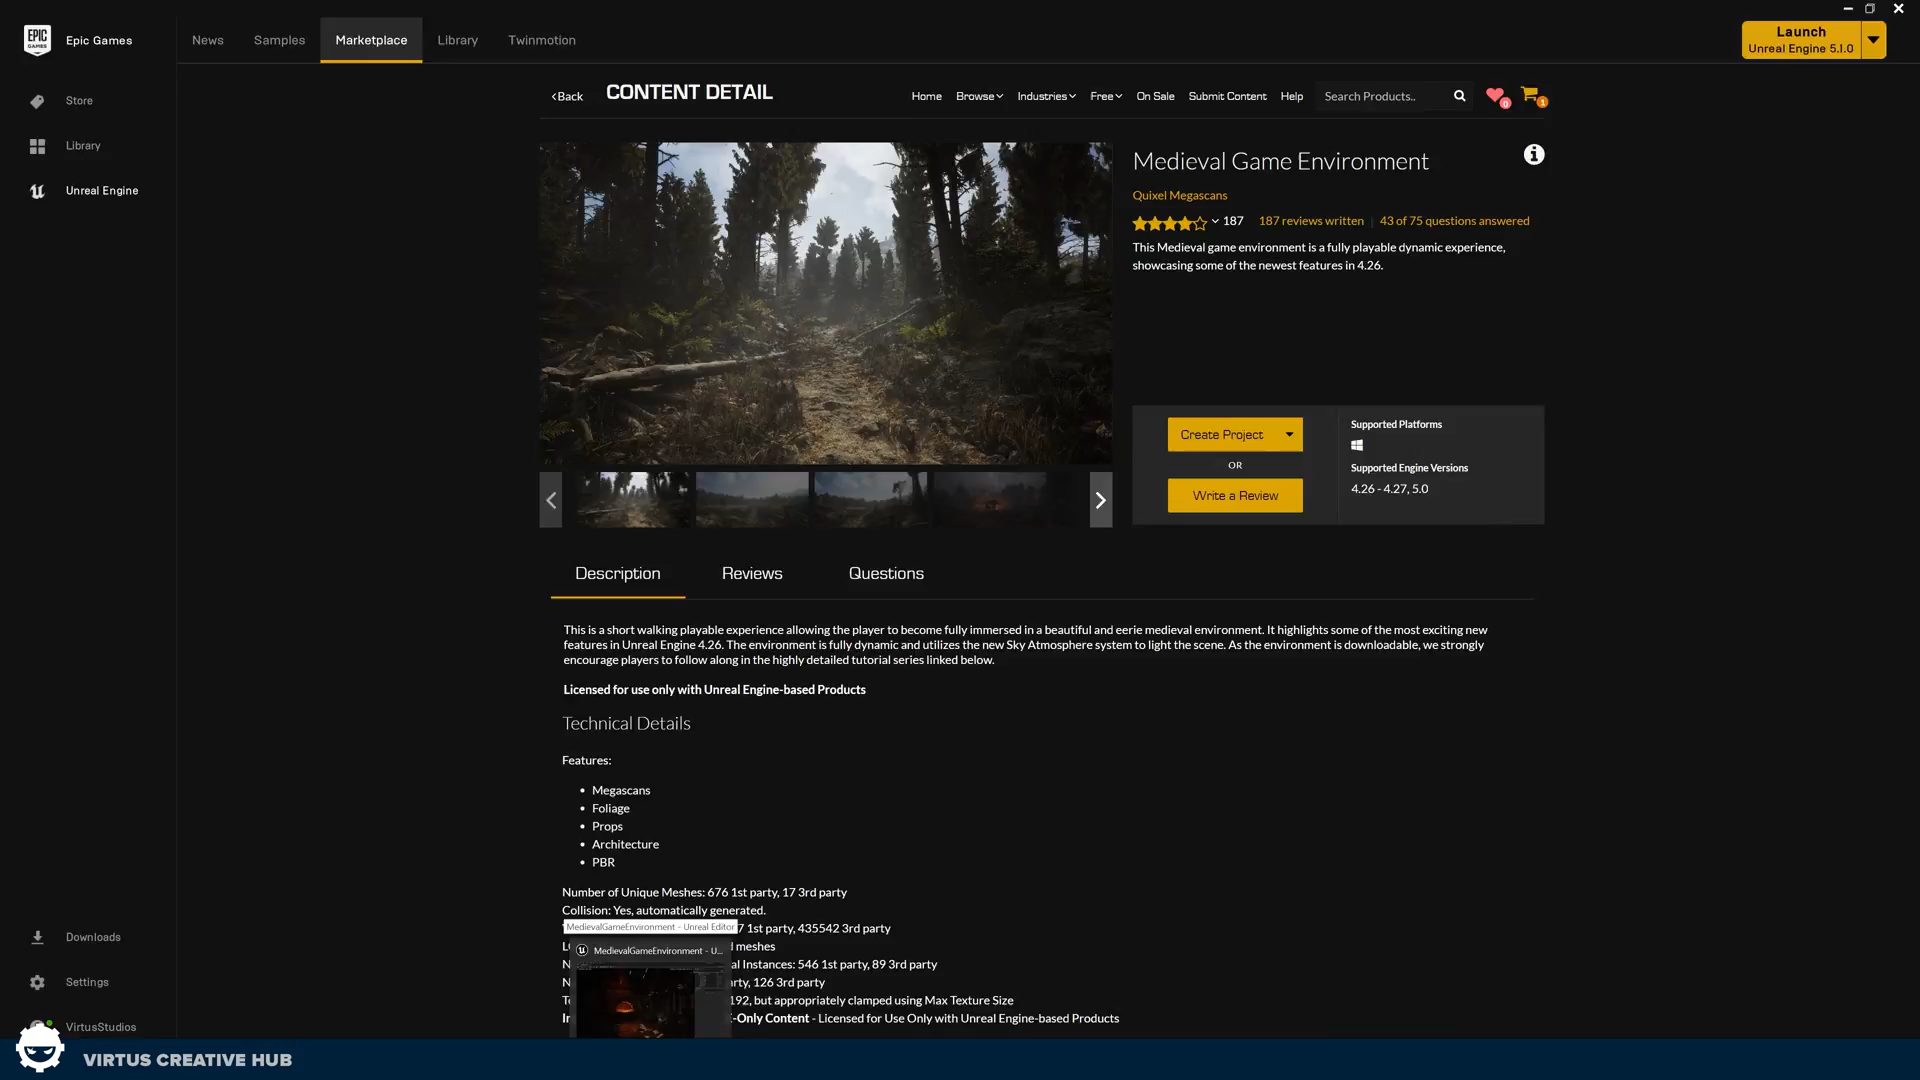 EPIC GAMES
Epic Games
News
Samples
Marketplace
Library
Twinmotion
Launch
Unreal Engine 5.1.0
Store
Library
Unreal Engine
Back
CONTENT DETAIL
Home
Browse
Industries
Free
On Sale
Submit Content
Help
Search Products..
0
1
Medieval Game Environment
Quixel Megascans
187
187 reviews written
43 of 75 questions answered
This Medieval game environment is a fully playable dynamic experience,
showcasing some of the newest features in 4.26.
Create Project
OR
Write a Review
Supported Platforms
Supported Engine Versions
4.26 - 4.27, 5.0
Description
Reviews
Questions
This is a short walking playable experience allowing the player to become fully immersed in a beautiful and eerie medieval environment. It highlights some of the most exciting new
features in Unreal Engine 4.26. The environment is fully dynamic and utilizes the new Sky Atmosphere system to light the scene. As the environment is downloadable, we strongly
encourage players to follow along in the highly detailed tutorial series linked below.
Licensed for use only with Unreal Engine-based Products
Technical Details
Features:
• Megascans
• Foliage
• Props
• Architecture
• PBR
Number of Unique Meshes: 676 1st party, 17 3rd party
Collision: Yes, automatically generated.
MedievalGameEnvironment - Unreal Editor
7 1st party, 435542 3rd party
MedievalGameEnvironment - U...
meshes
Instances: 546 1st party, 89 3rd party
party, 126 3rd party
192, but appropriately clamped using Max Texture Size
-Only Content - Licensed for Use Only with Unreal Engine-based Products
Downloads
Settings
VirtusStudios
VIRTUS CREATIVE HUB